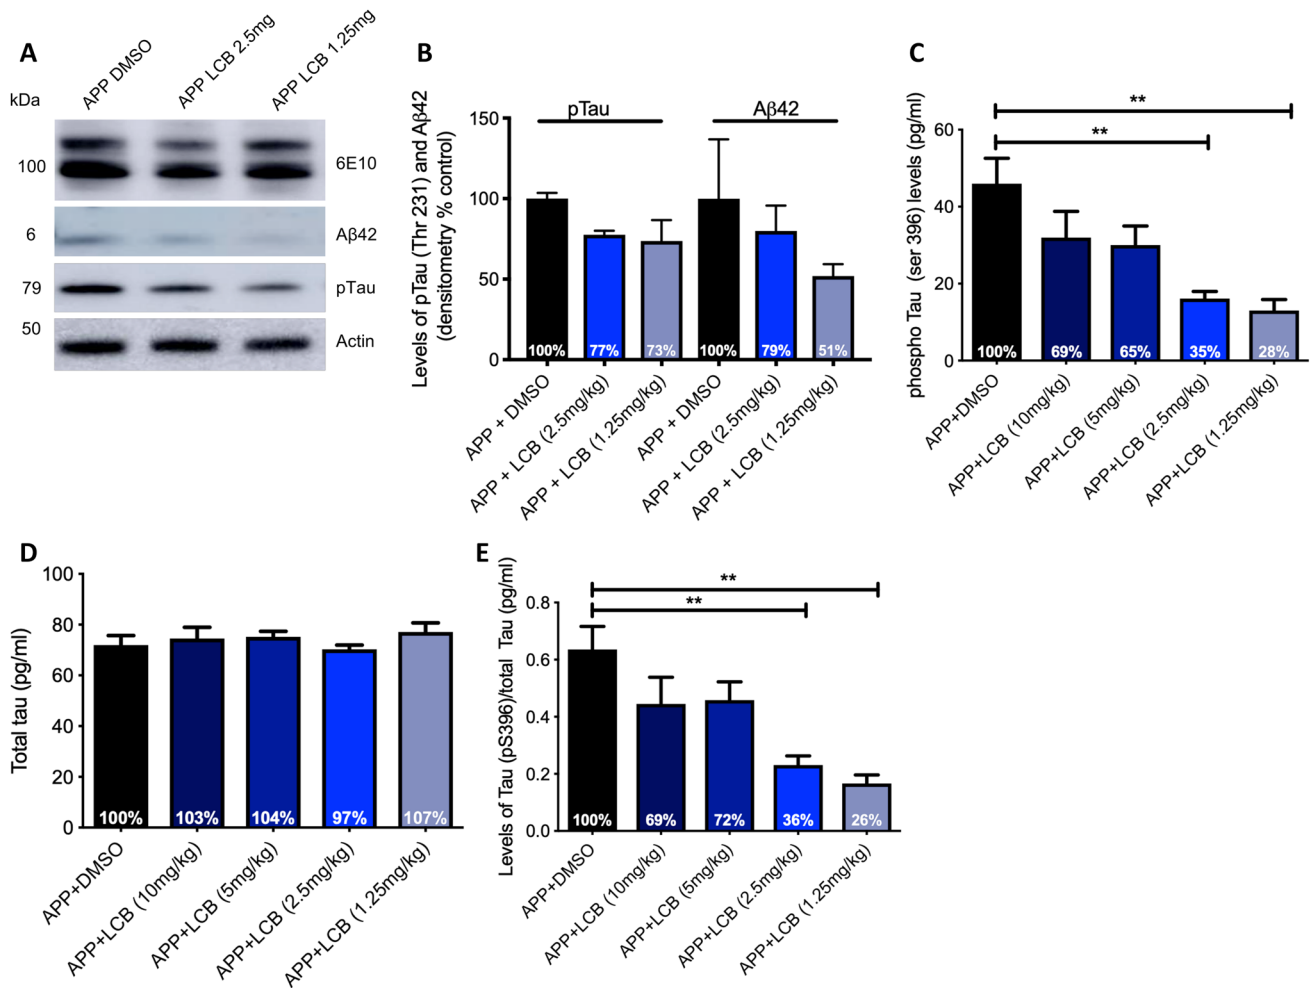 A
APP DMSO
APP LCB 2.5mg
APP LCB 1.25mg
kDa
100
6E10
6
Aβ42
79
pTau
50
Actin
B
Levels of pTau (Thr 231) and Aβ42
(densitometry % control)
150
100
50
0
pTau
Aβ42
100%
77%
73%
100%
79%
51%
APP + DMSO
APP + LCB (2.5mg/kg)
APP + LCB (1.25mg/kg)
APP + DMSO
APP + LCB (2.5mg/kg)
APP + LCB (1.25mg/kg)
C
phospho Tau (ser 396) levels (pg/ml)
60
40
20
0
**
**
100%
69%
65%
35%
28%
APP+DMSO
APP+LCB (10mg/kg)
APP+LCB (5mg/kg)
APP+LCB (2.5mg/kg)
APP+LCB (1.25mg/kg)
D
Total tau (pg/ml)
100
80
60
40
20
0
100%
103%
104%
97%
107%
APP+DMSO
APP+LCB (10mg/kg)
APP+LCB (5mg/kg)
APP+LCB (2.5mg/kg)
APP+LCB (1.25mg/kg)
E
Levels of Tau (pS396)/total Tau (pg/ml)
0.8
0.6
0.4
0.2
0.0
**
**
100%
69%
72%
36%
26%
APP+DMSO
APP+LCB (10mg/kg)
APP+LCB (5mg/kg)
APP+LCB (2.5mg/kg)
APP+LCB (1.25mg/kg)